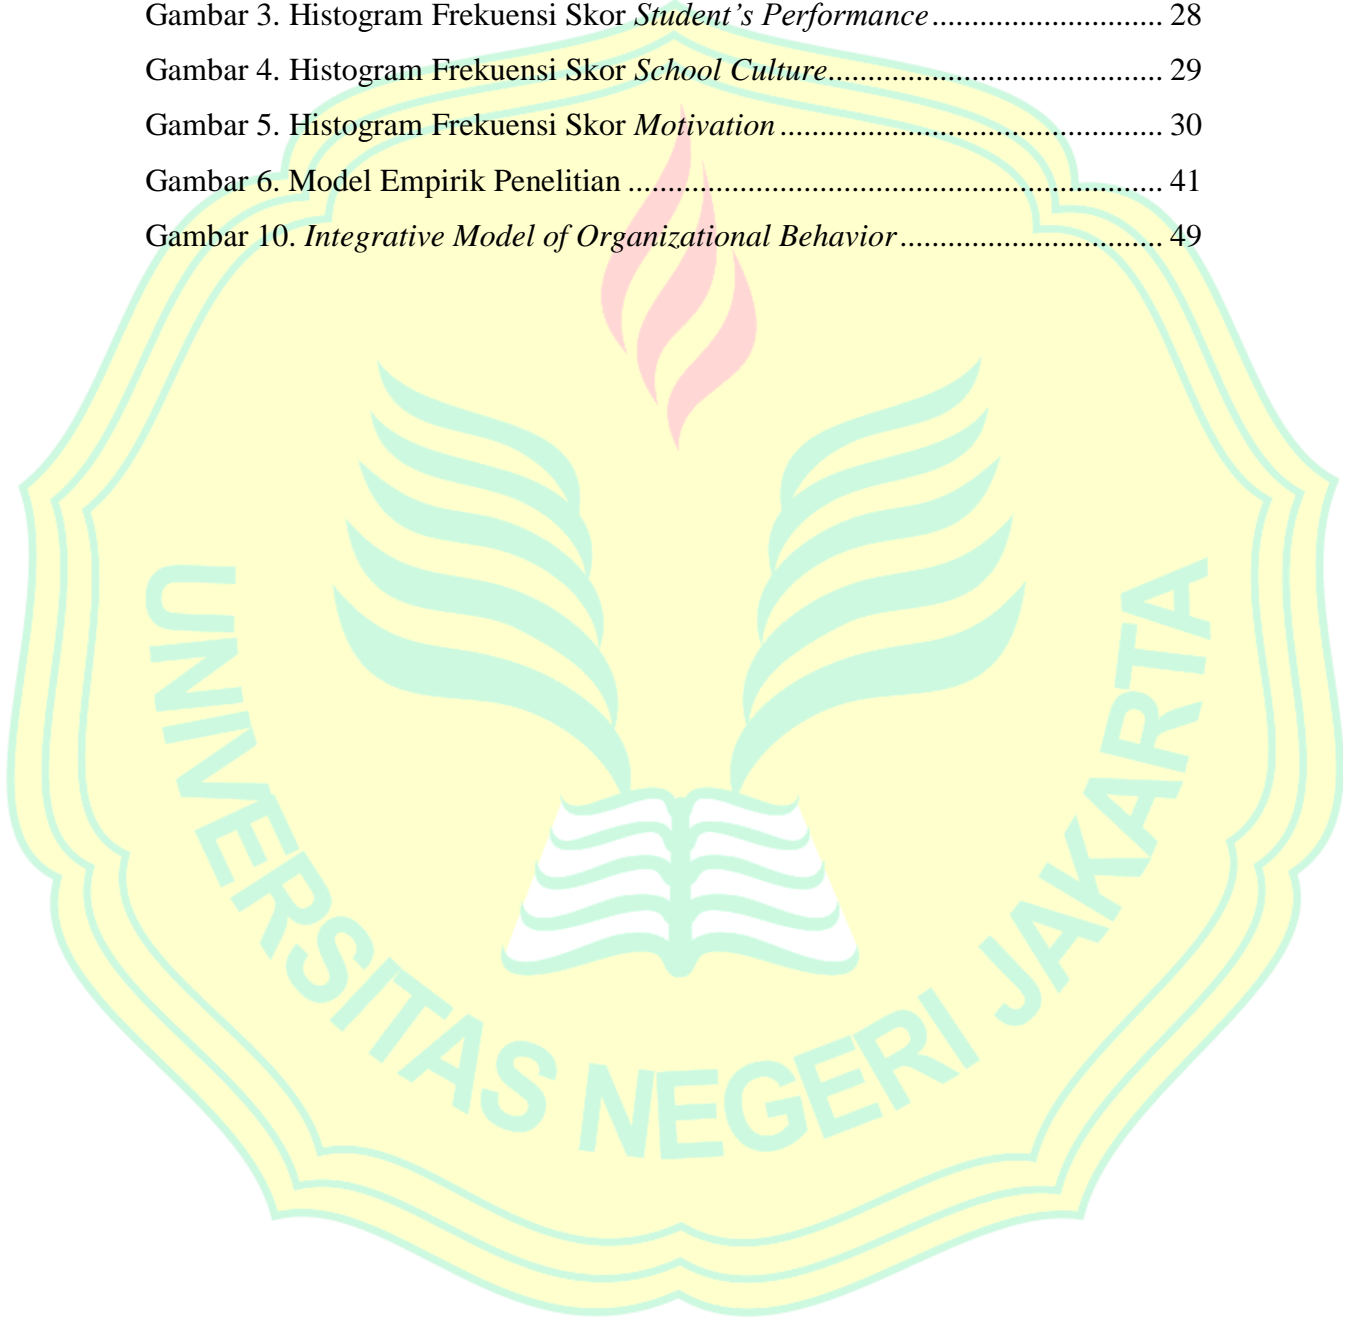 Gambar 3. Histogram Frekuensi Skor Student’s Performance............................. 28
Gambar 4. Histogram Frekuensi Skor School Culture.......................................... 29
Gambar 5. Histogram Frekuensi Skor Motivation................................................ 30
Gambar 6. Model Empirik Penelitian................................................................... 41
Gambar 10. Integrative Model of Organizational Behavior................................. 49
UNIVERSITAS NEGERI JAKARTA